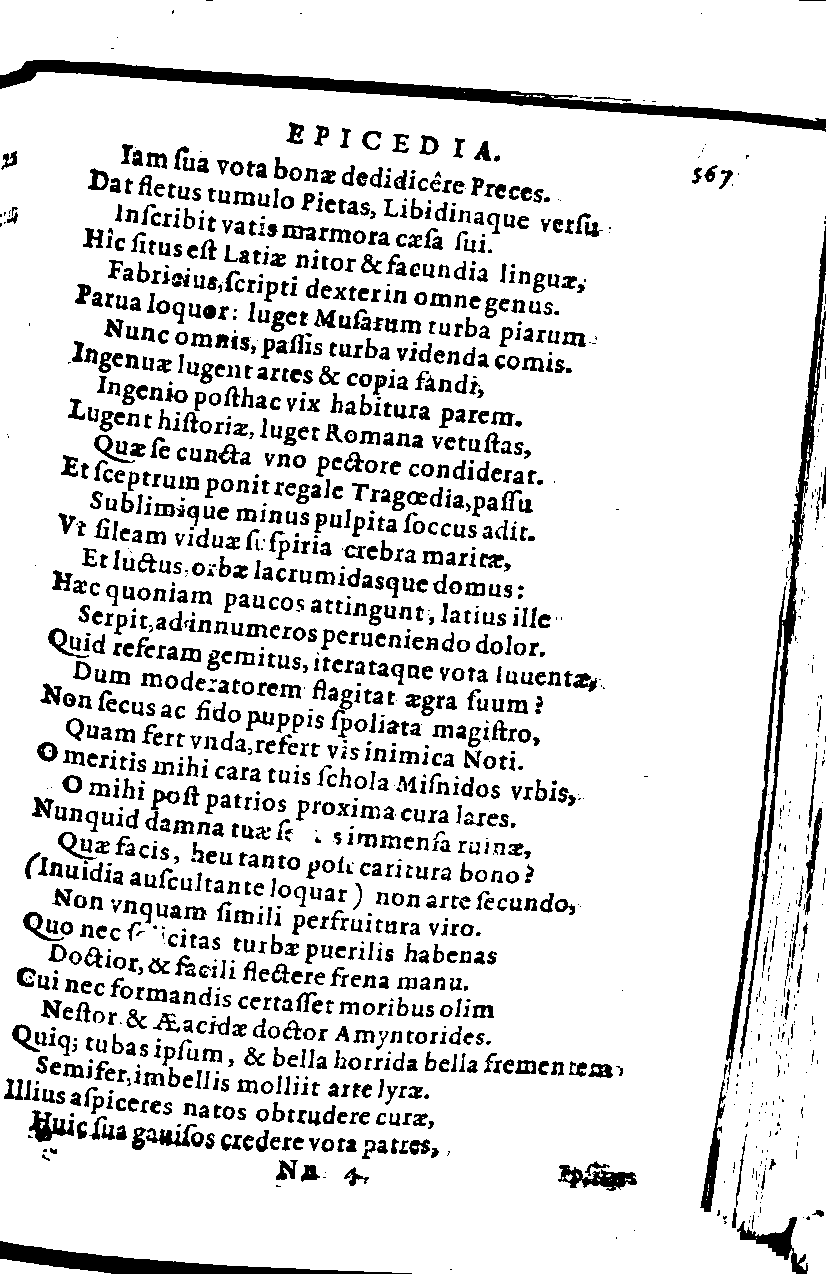 EPICEDIA.
567
Iam ſua vota bonæ dedidicêre Preces.
Dat fletus tumulo Pietas, Libidinaque verſu
Inſcribit vatis marmora cæſa ſui.
Hîc ſitus eſt Latiæ nitor & facundia linguæ,
Fabricius, ſcripti dexter in omne genus.
Parua loquor: luget Muſarum turba piarum
Nunc omnis, paſſis turba videnda comis.
Ingenuæ lugent artes & copia fandi,
Ingenio poſthac vix habitura parem.
Lugent hiſtoriæ, luget Romana vetuſtas,
Quæ ſe cuncta vno pectore condiderat.
Et ſceptrum ponit regale Tragœdia, paſſu
Sublimique minus pulpita ſoccus adit.
Vt ſileam viduæ ſuſpiria crebra maritæ,
Et luctus, orbæ lacrumidasque domus:
Hæc quoniam paucos attingunt, latius ille
Serpit, ad innumeros perueniendo dolor.
Quid referam gemitus, iterataque vota Iuuentæ,
Dum moderatorem flagitat ægra ſuum?
Non ſecus ac fido puppis ſpoliata magiſtro,
Quam fert vnda, refert vis inimica Noti.
O meritis mihi cara tuis ſchola Miſnidos vrbis,
O mihi poſt patrios proxima cura lares.
Nunquid damna tuæ immenſa ruinæ,
Quæ facis, heu tanto poſt caritura bono?
(Inuidia auſcultante loquar) non arte ſecundo,
Non vnquam ſimili perfruitura viro.
Quo nec turbæ puerilis habenas
Doctior, & facili flectere frena manu.
Cui nec formandis certaſſet moribus olim
Neſtor & Æacidæ doctor Amyntorides.
Quiq; tubas ipſum, & bella horrida bella frementem
Semifer, imbellis molliit arte lyræ.
Illius aſpiceres natos obtrudere curæ,
Huic ſua gauiſos credere vota patres,
Nn 4